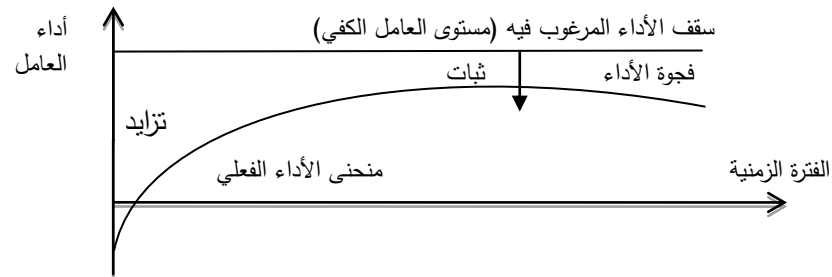 أداء
العامل
سقف الأداء المرغوب فيه (مستوى العامل الكفي)
فجوة الأداء
ثبات
تزايد
منحنى الأداء الفعلي
الفترة الزمنية